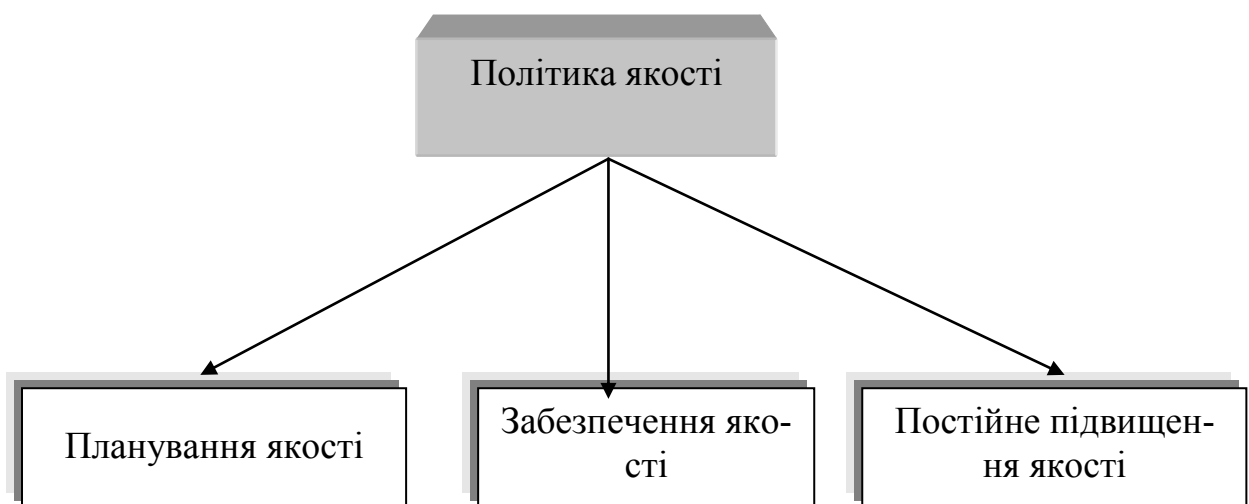 Політика якості
Планування якості
Забезпечення яко-
сті
Постійне підвищен-
ня якості